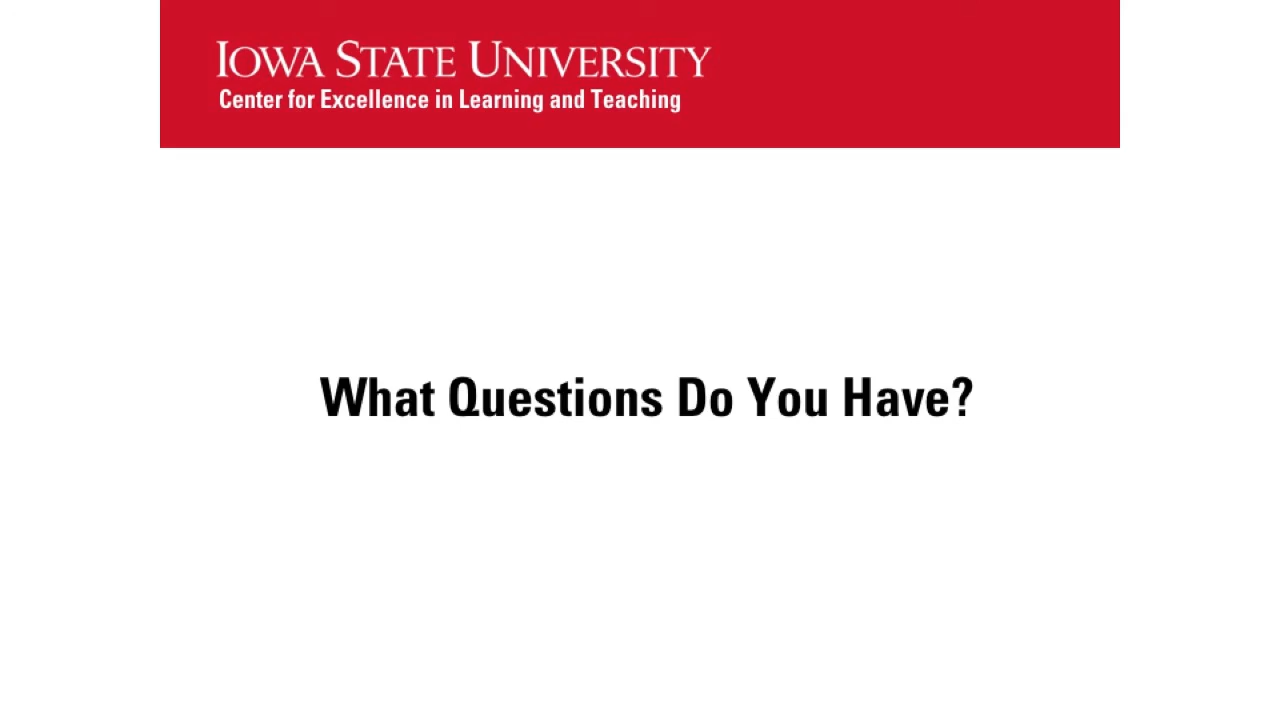 IOWA STATE UNIVERSITY
Center for Excellence in Learning and Teaching
What Questions Do You Have?